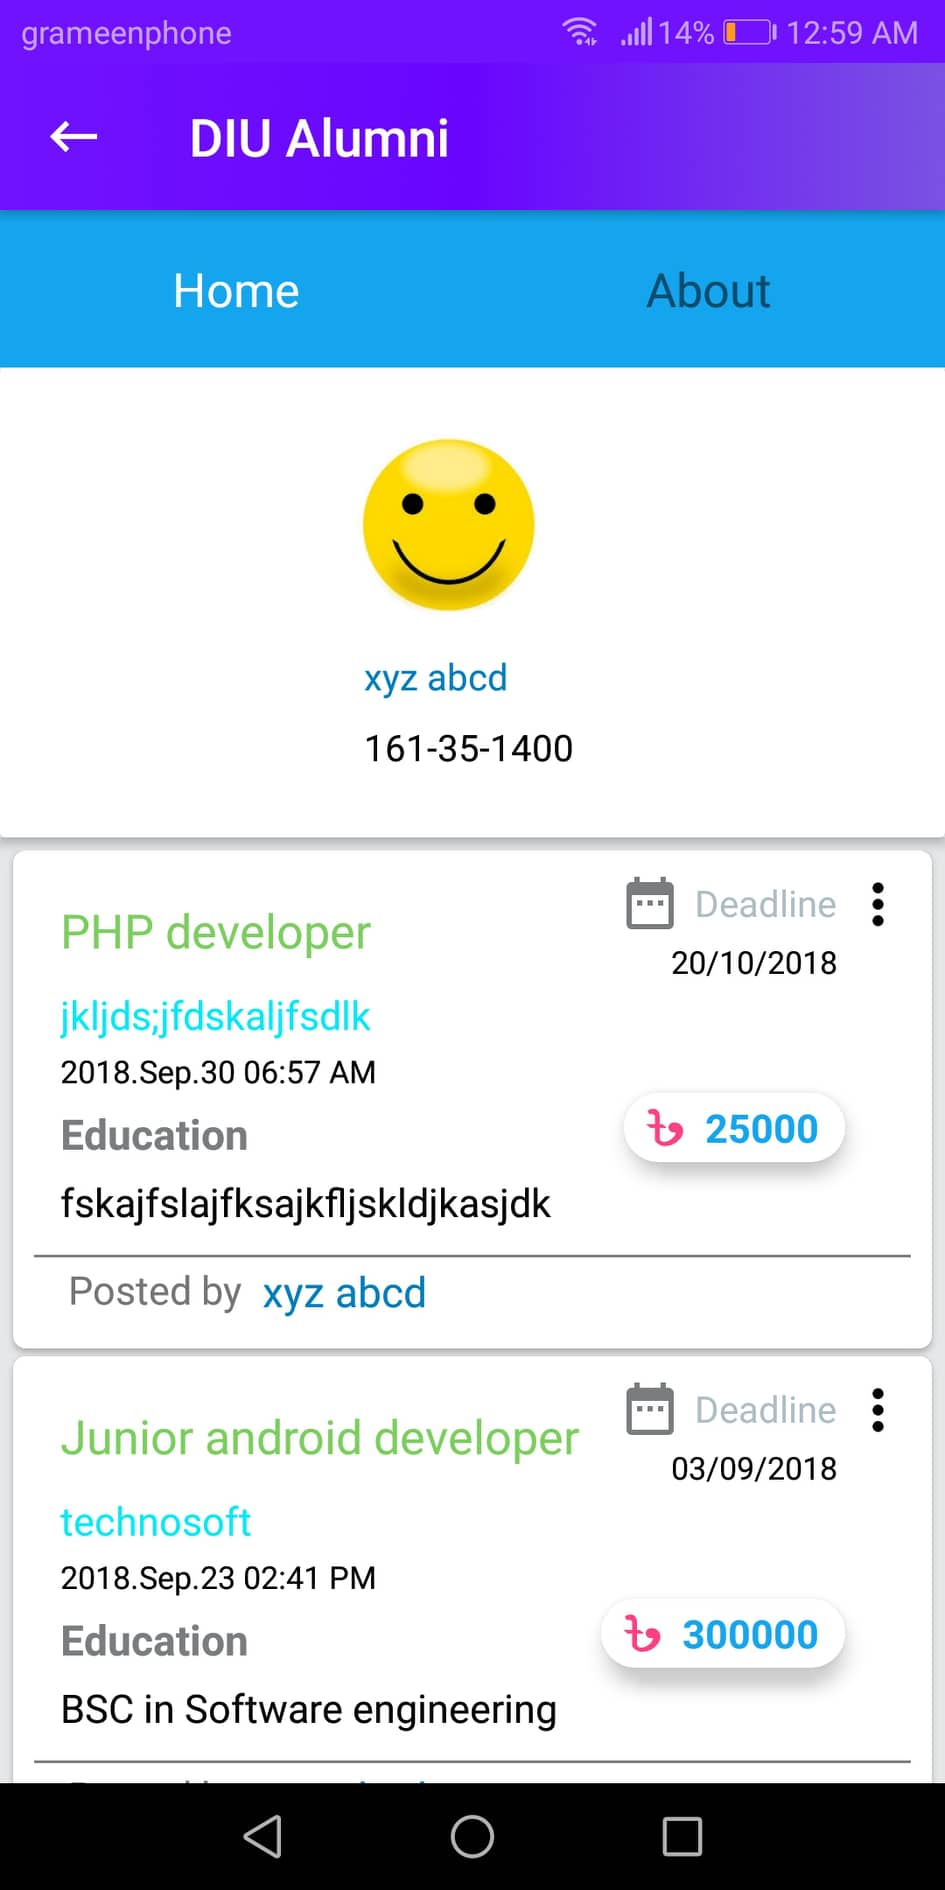 grameenphone 14% 12:59 AM
DIU Alumni
Home About
xyz abcd
161-35-1400
PHP developer
Deadline
20/10/2018
jkljds;jfdskaljfsdlk
2018.Sep.30 06:57 AM
Education
৳ 25000
fskajfslajfksajkfljskldjkasjdk
Posted by xyz abcd
Junior android developer
Deadline
03/09/2018
technosoft
2018.Sep.23 02:41 PM
Education
৳ 300000
BSC in Software engineering